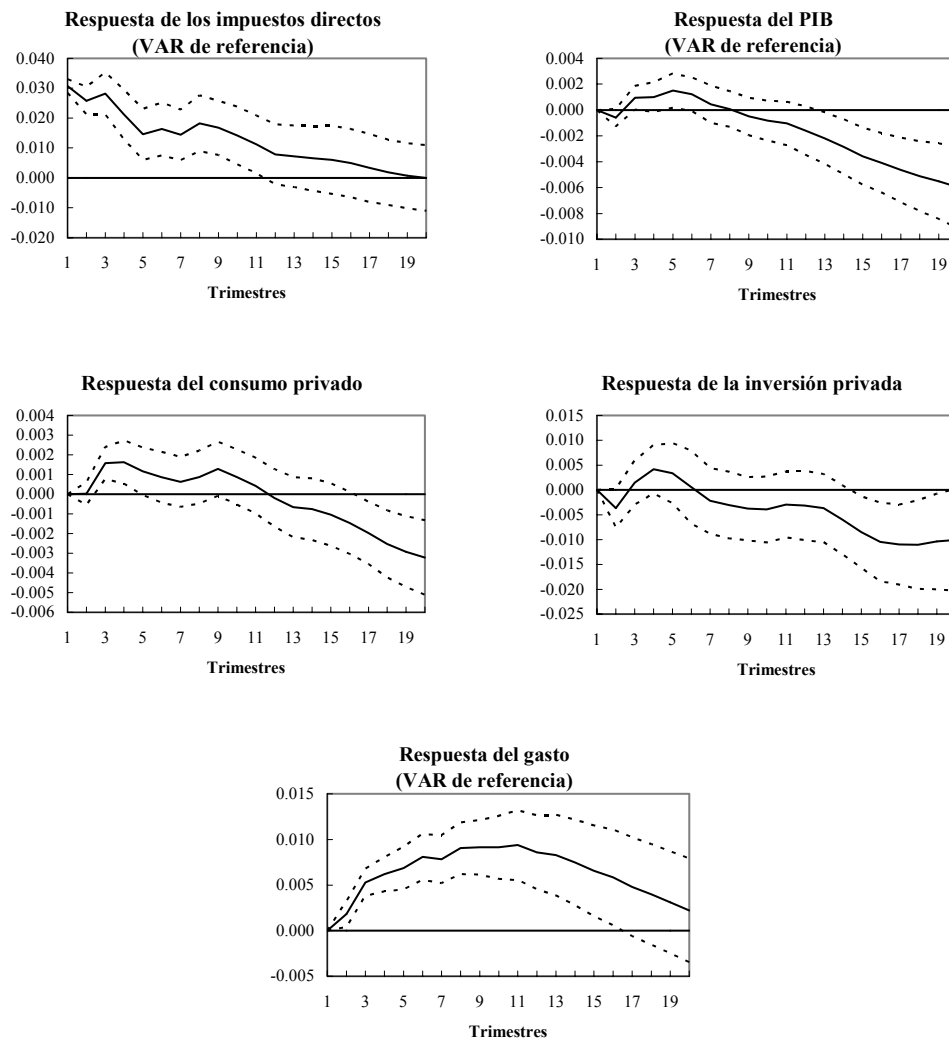 Respuesta de los impuestos directos
(VAR de referencia)
0.040
0.030
0.020
0.010
0.000
-0.010
-0.020
1 3 5 7 9 11 13 15 17 19
Trimestres
Respuesta del PIB
(VAR de referencia)
0.004
0.002
0.000
-0.002
-0.004
-0.006
-0.008
-0.010
1 3 5 7 9 11 13 15 17 19
Trimestres
Respuesta del consumo privado
0.004
0.003
0.002
0.001
0.000
-0.001
-0.002
-0.003
-0.004
-0.005
-0.006
1 3 5 7 9 11 13 15 17 19
Trimestres
Respuesta de la inversión privada
0.015
0.010
0.005
0.000
-0.005
-0.010
-0.015
-0.020
-0.025
1 3 5 7 9 11 13 15 17 19
Trimestres
Respuesta del gasto
(VAR de referencia)
0.015
0.010
0.005
0.000
-0.005
1 3 5 7 9 11 13 15 17 19
Trimestres